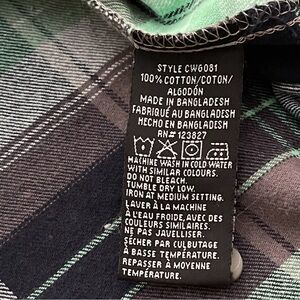 STYLE CWG081
100% COTTON/COTON/
ALGODÓN
MADE IN BANGLADESH
FABRIQUÉ AU BANGLADESH
HECHO EN BANGLADESH
RN# 123827
MACHINE WASH IN COLD WATER
WITH SIMILAR COLOURS.
DO NOT BLEACH.
TUMBLE DRY LOW.
IRON AT MEDIUM SETTING.
LAVER À LA MACHINE
À L'EAU FROIDE, AVEC DES
COULEURS SIMILAIRES.
NE PAS JAVELLISER.
SÉCHER PAR CULBUTAGE
À BASSE TEMPÉRATURE.
REPASSER À MOYENNE
TEMPÉRATURE.